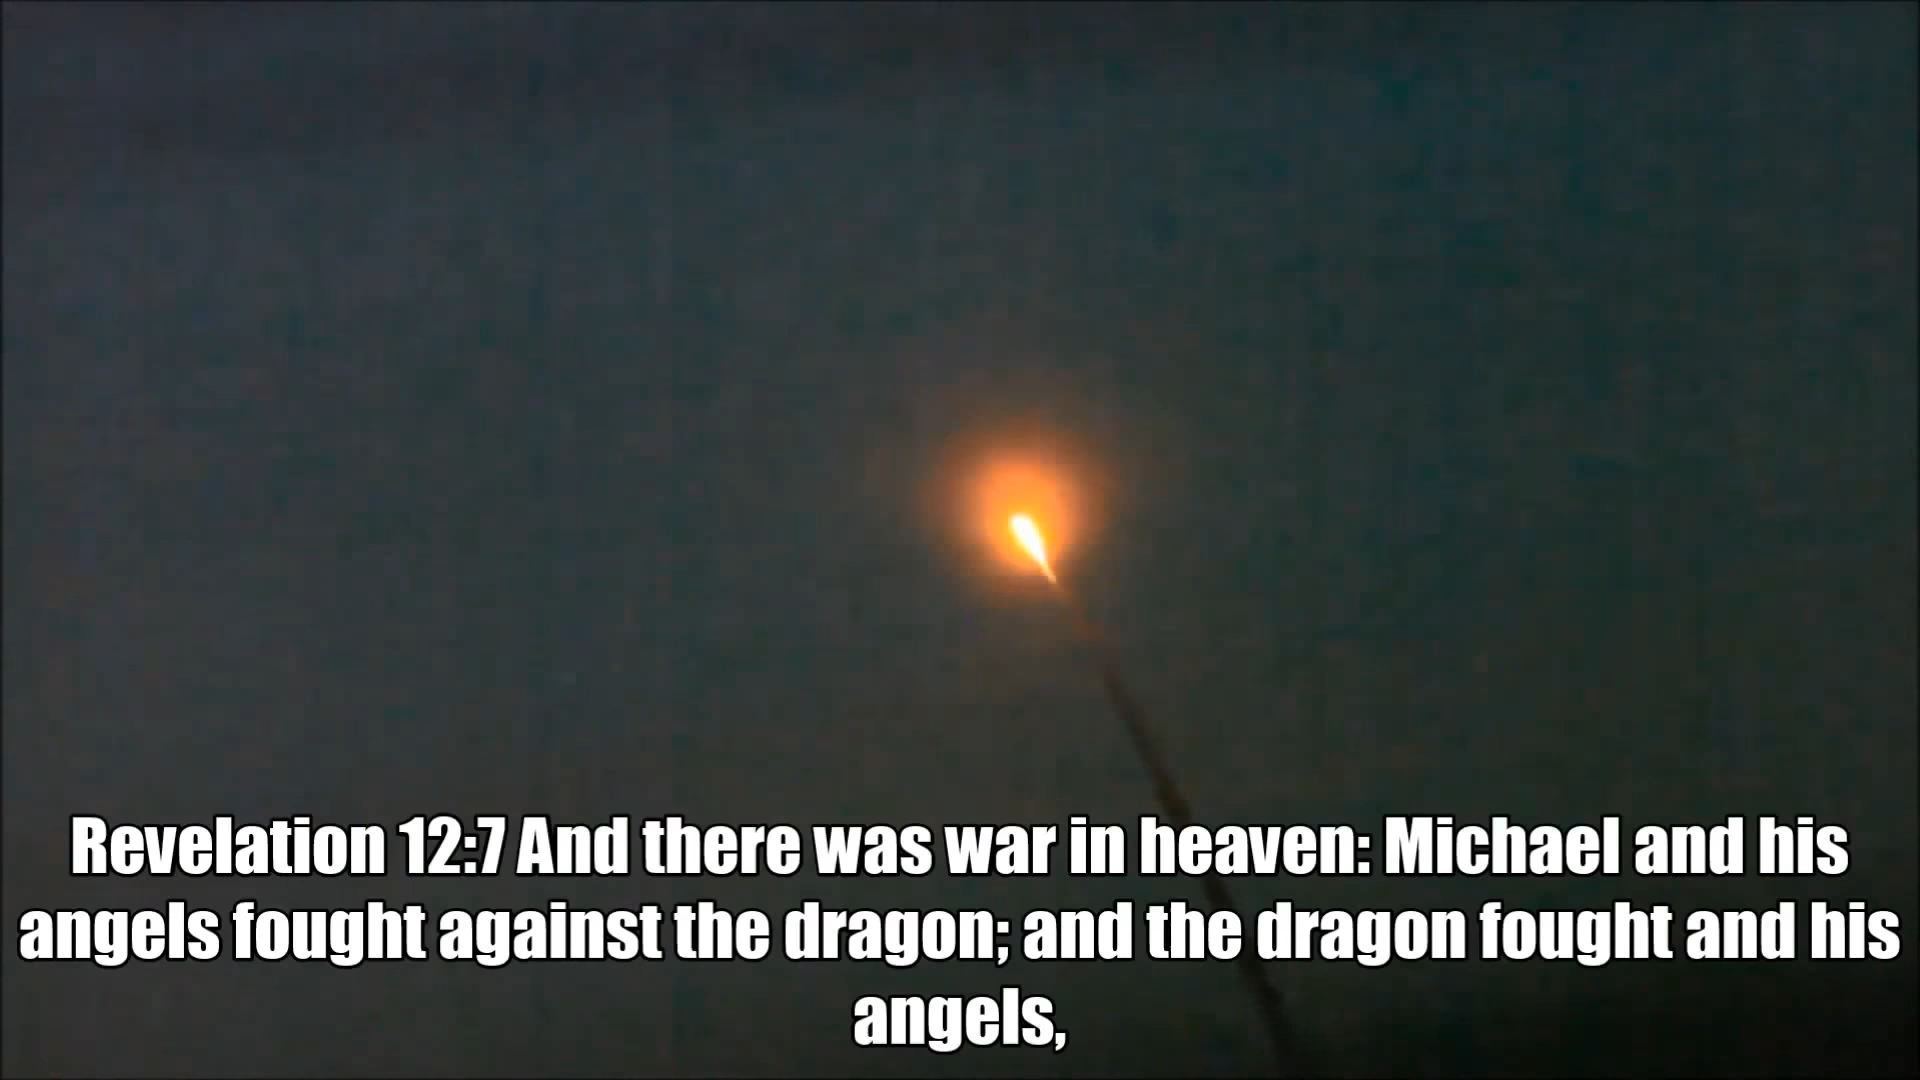 Revelation 12:7 And there was war in heaven: Michael and his
angels fought against the dragon; and the dragon fought and his
angels,